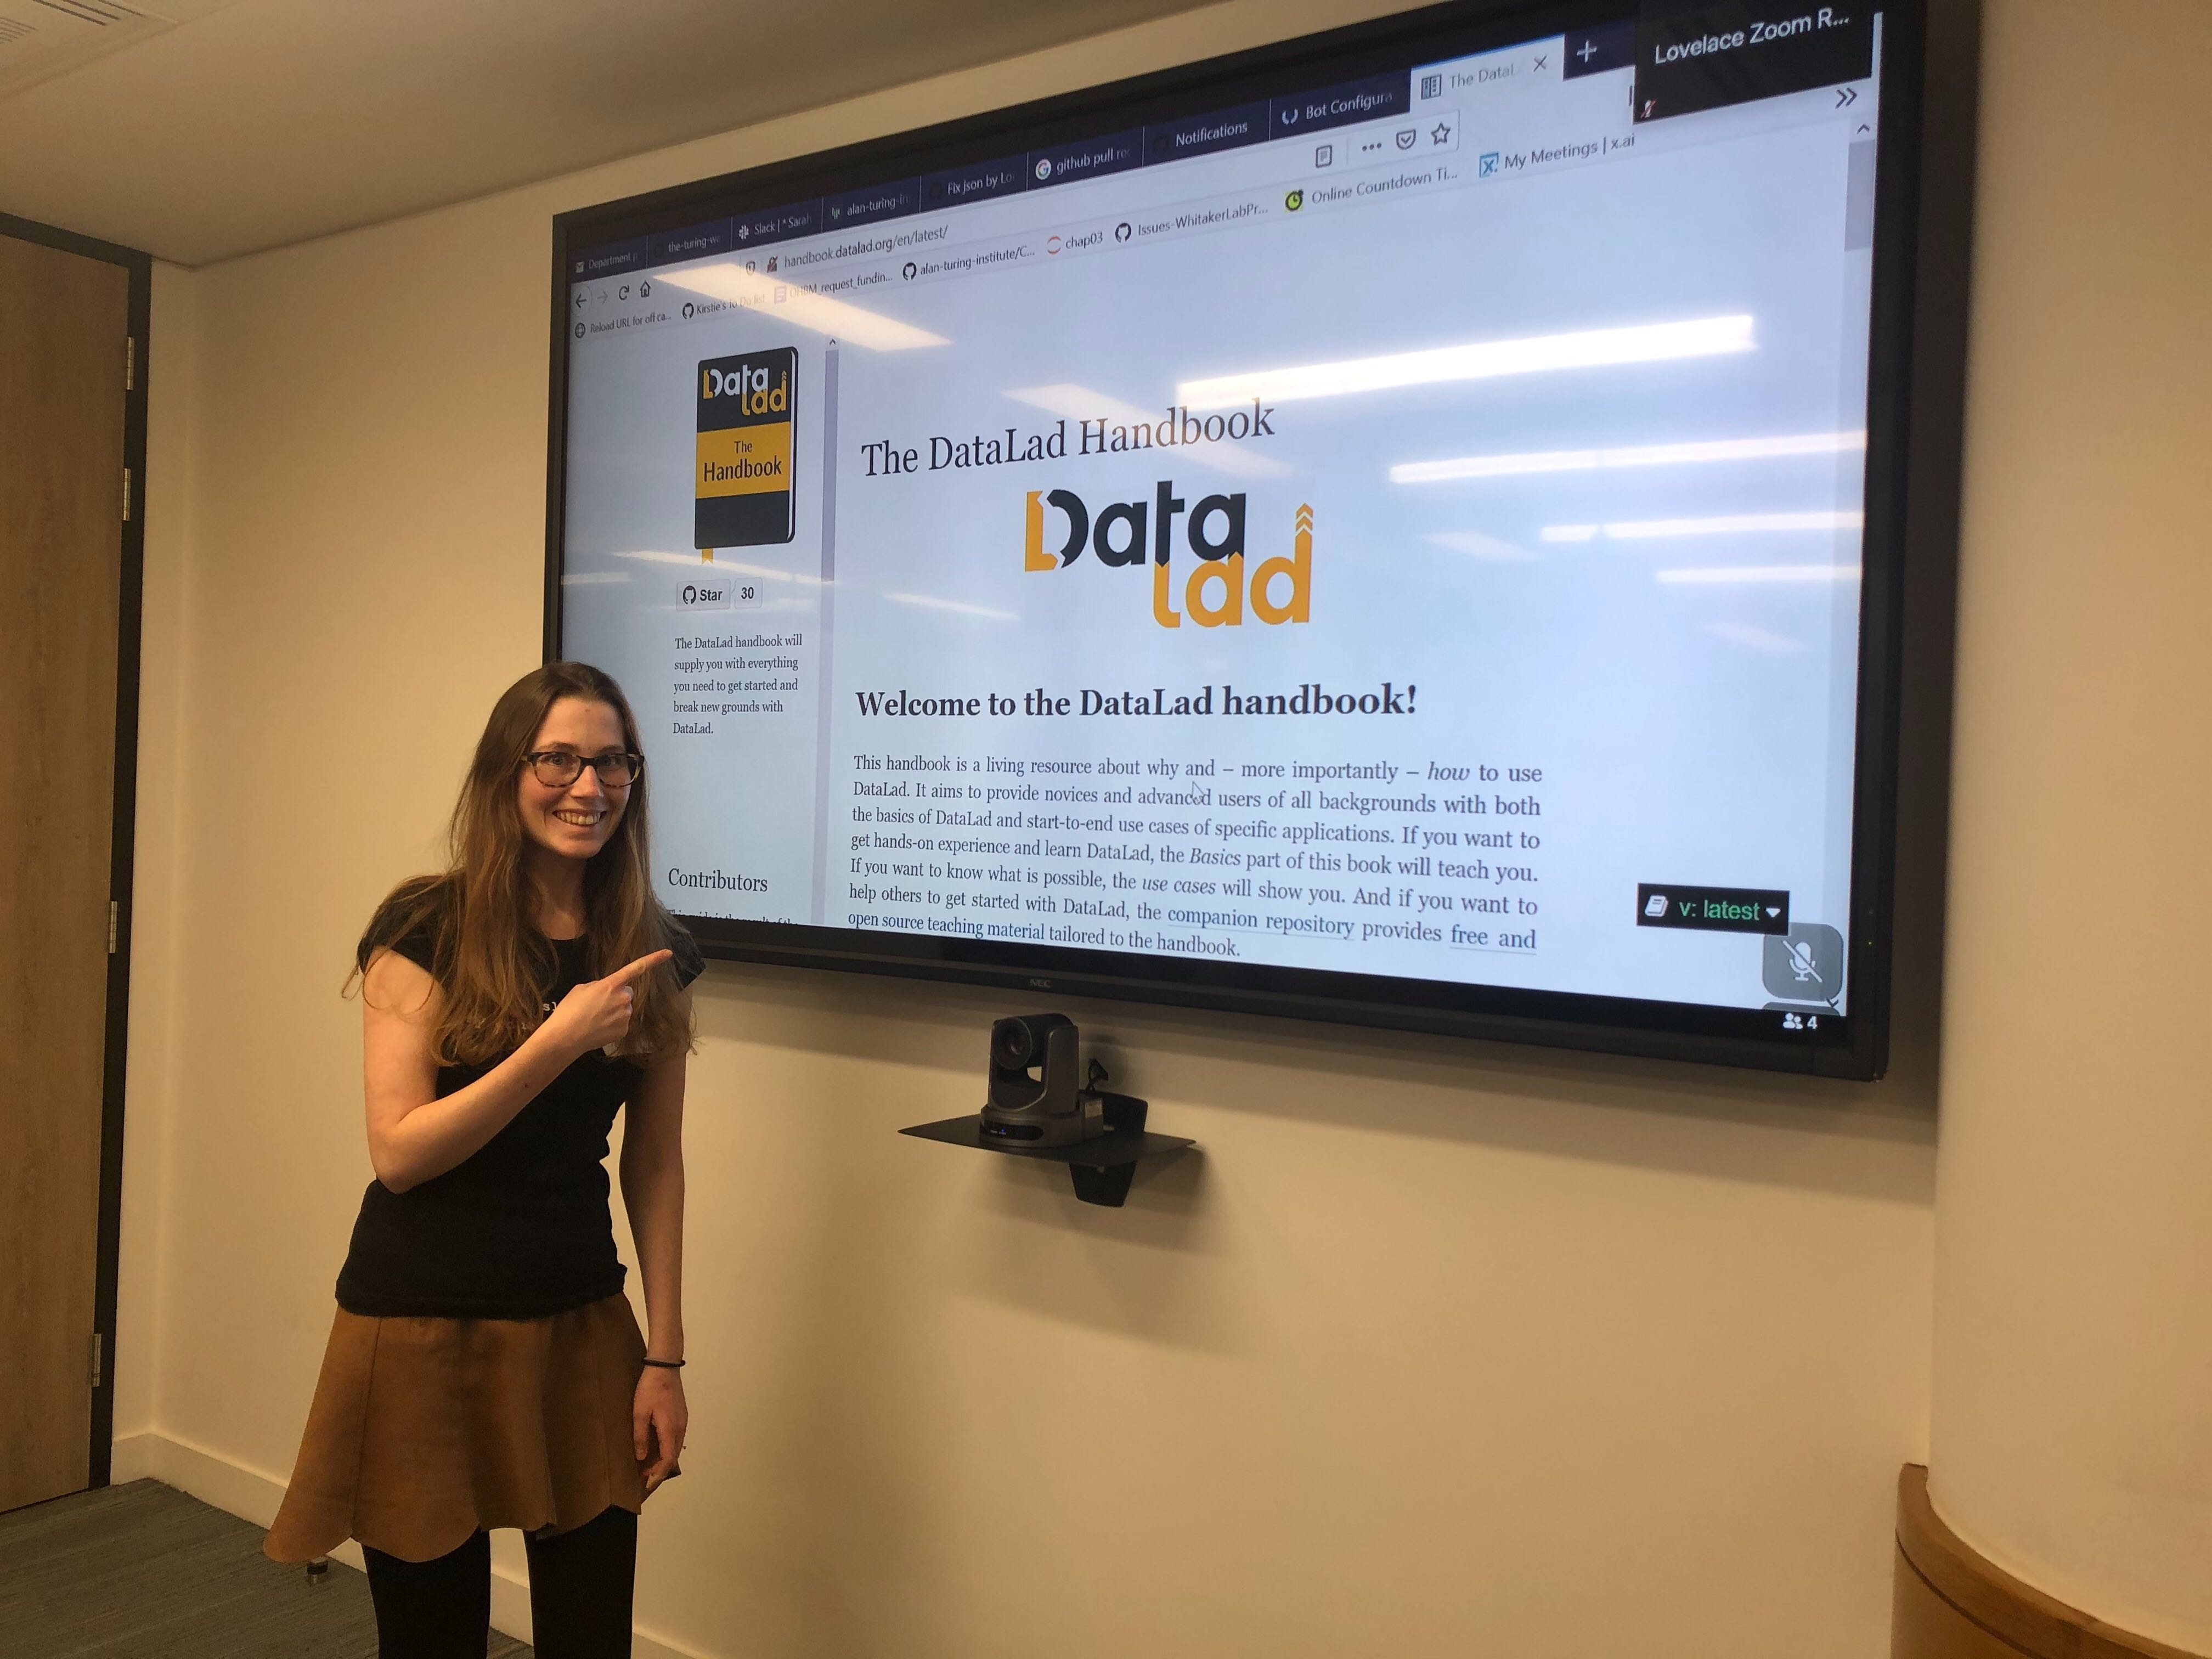 Lovelace Zoom R...
Department
the-turing-w
Slack | * Sarah
alan-turing-in
Fix json by Lo
github pull re
Notifications
Bot Configura
The DataL
handbook.datalad.org/en/latest/
Reload URL for off ca...
Kirstie's To Do list
request_fundin...
alan-turing-institute/C...
chap03
Issues-WhitakerLabPr...
Online Countdown Ti...
My Meetings | x.ai
Data
lad
The
Handbook
Star 30
The DataLad handbook will
supply you with everything
you need to get started and
break new grounds with
DataLad.
Contributors
The DataLad Handbook
Data
lad
Welcome to the DataLad handbook!
This handbook is a living resource about why and – more importantly – how to use
DataLad. It aims to provide novices and advanced users of all backgrounds with both
the basics of DataLad and start-to-end use cases of specific applications. If you want to
get hands-on experience and learn DataLad, the Basics part of this book will teach you.
If you want to know what is possible, the use cases will show you. And if you want to
help others to get started with DataLad, the companion repository provides free and
open source teaching material tailored to the handbook.
v: latest
4
NEC